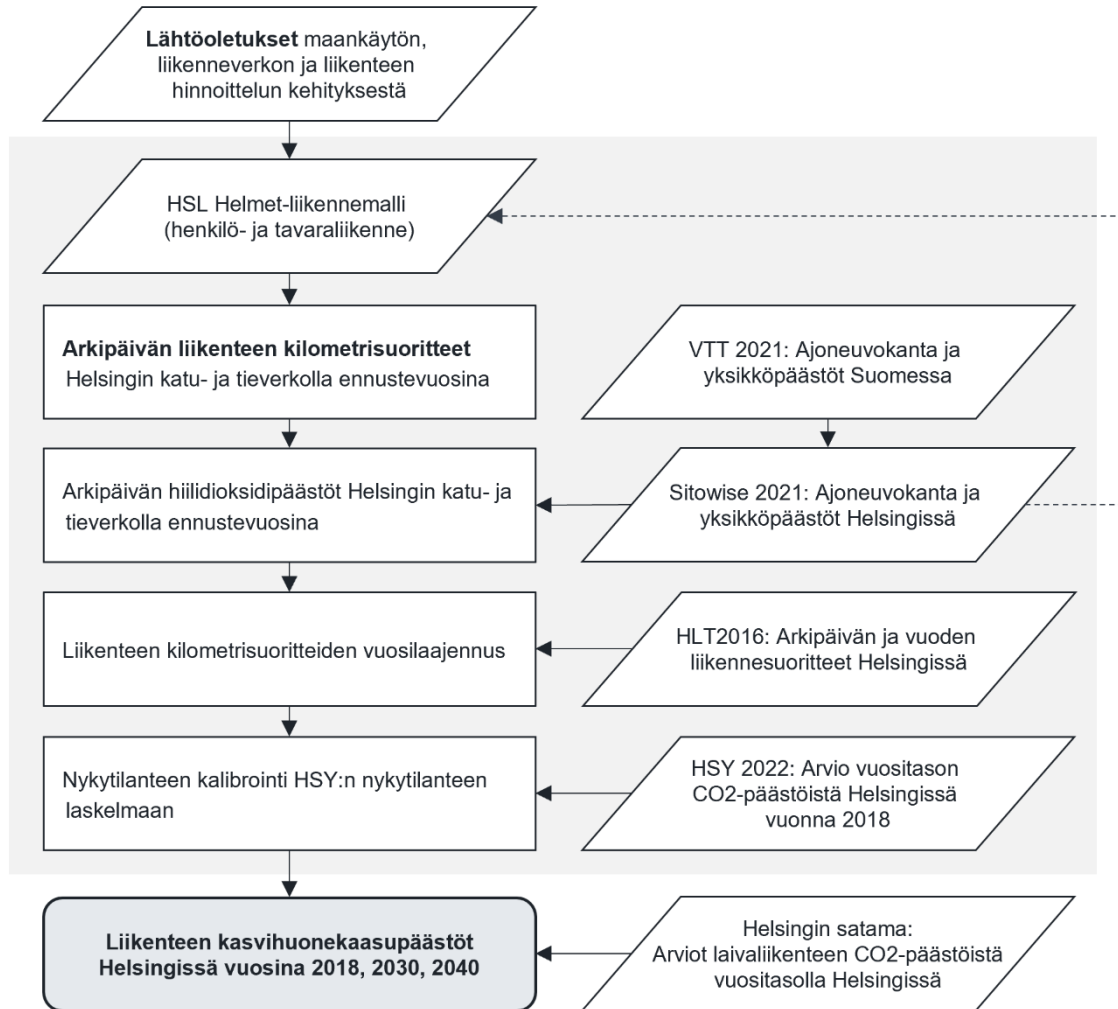 Lähtöoletukset maankäytön,
liikenneverkon ja liikenteen
hinnoittelun kehityksestä
HSL Helmet-liikennemalli
(henkilö- ja tavaraliikenne)
Arkipäivän liikenteen kilometrisuoritteet
Helsingin katu- ja tieverkolla ennustevuosina
VTT 2021: Ajoneuvokanta ja
yksikköpäästöt Suomessa
Arkipäivän hiilidioksidipäästöt Helsingin katu- ja
tieverkolla ennustevuosina
Sitowise 2021: Ajoneuvokanta ja
yksikköpäästöt Helsingissä
Liikenteen kilometrisuoritteiden vuosilaajennus
HLT2016: Arkipäivän ja vuoden
liikennesuoritteet Helsingissä
Nykytilanteen kalibrointi HSY:n nykytilanteen
laskelmaan
HSY 2022: Arvio vuositason
CO2-päästöistä Helsingissä
vuonna 2018
Liikenteen kasvihuonekaasupäästöt
Helsingissä vuosina 2018, 2030, 2040
Helsingin satama:
Arviot laivaliikenteen CO2-päästöistä
vuositasolla Helsingissä